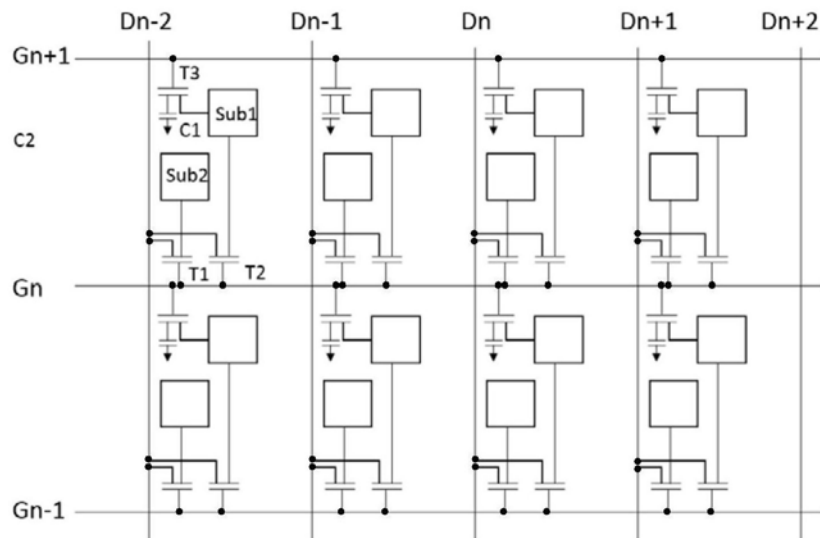 Dn-2 Dn-1 Dn Dn+1 Dn+2
Gn+1
T3
Sub1
C1
C2
Sub2
T1 T2
Gn
Gn-1